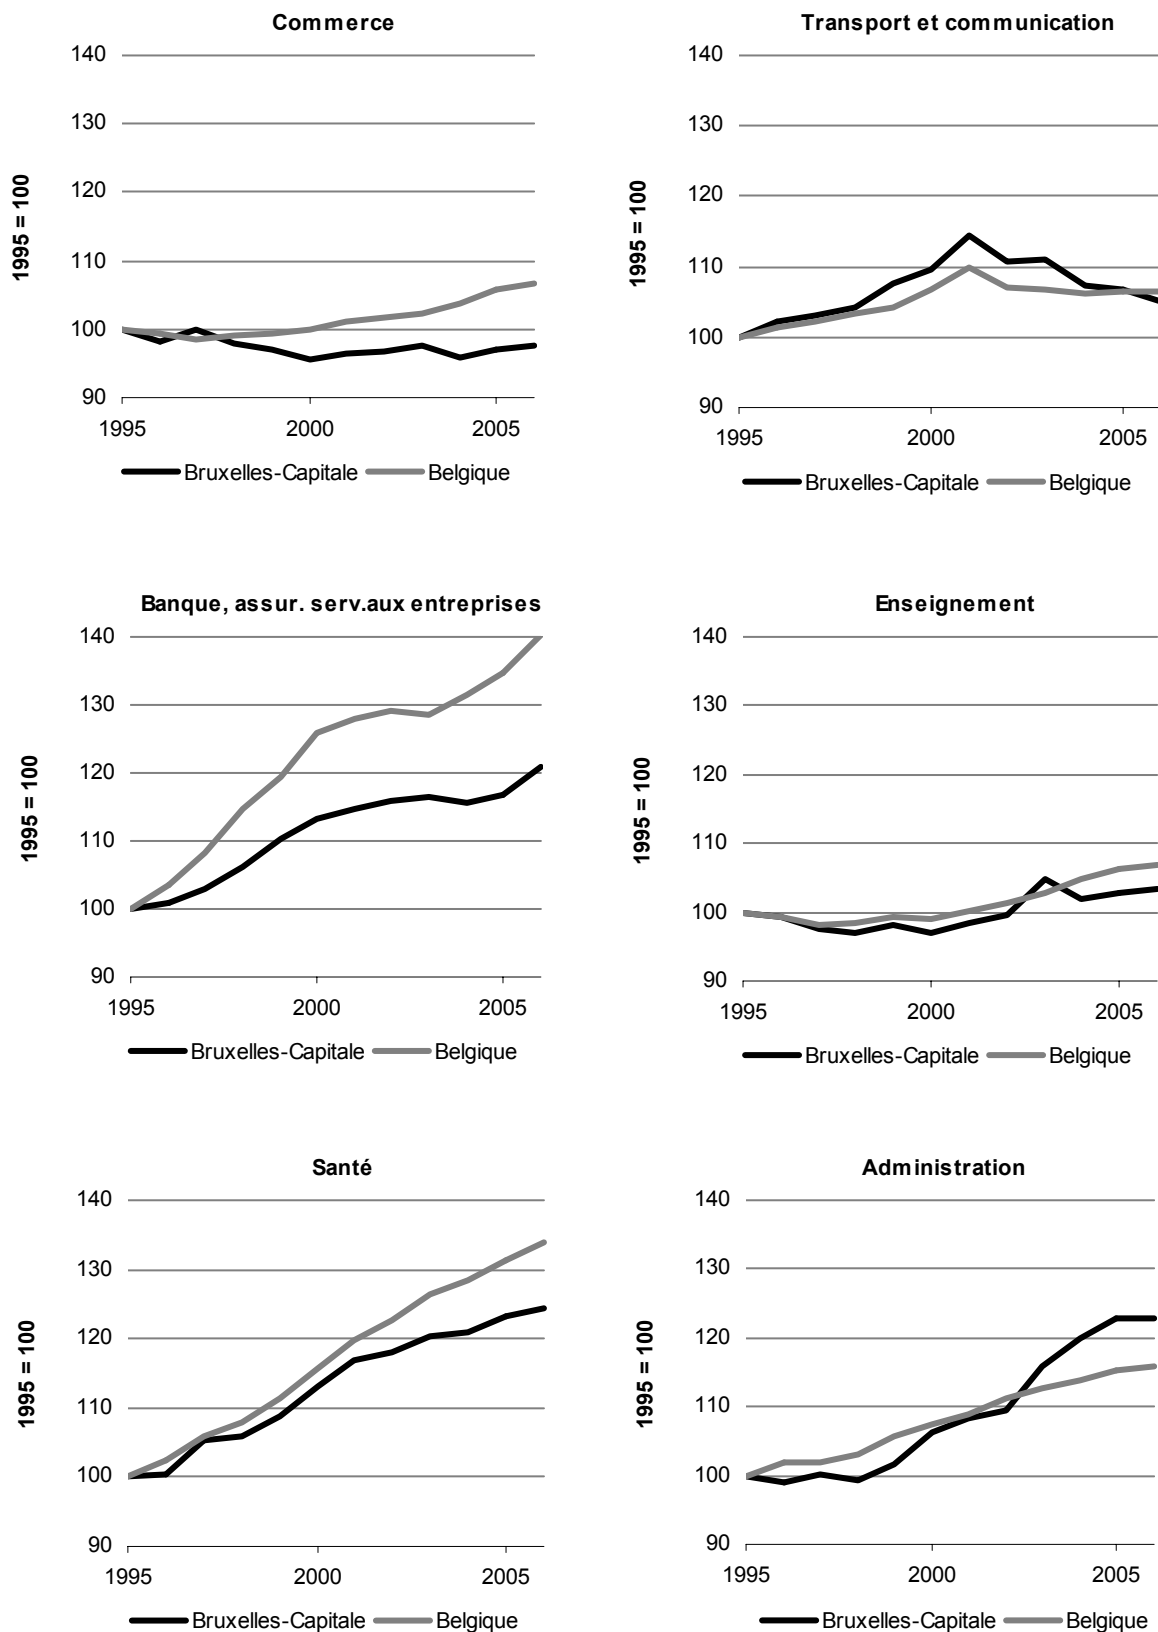 Commerce
140
130
120
110
100
90
1995 = 100
1995 2000 2005
Bruxelles-Capitale Belgique
Transport et communication
140
130
120
110
100
90
1995 = 100
1995 2000 2005
Bruxelles-Capitale Belgique
Banque, assur. serv.aux entreprises
140
130
120
110
100
90
1995 = 100
1995 2000 2005
Bruxelles-Capitale Belgique
Enseignement
140
130
120
110
100
90
1995 = 100
1995 2000 2005
Bruxelles-Capitale Belgique
Santé
140
130
120
110
100
90
1995 = 100
1995 2000 2005
Bruxelles-Capitale Belgique
Administration
140
130
120
110
100
90
1995 = 100
1995 2000 2005
Bruxelles-Capitale Belgique